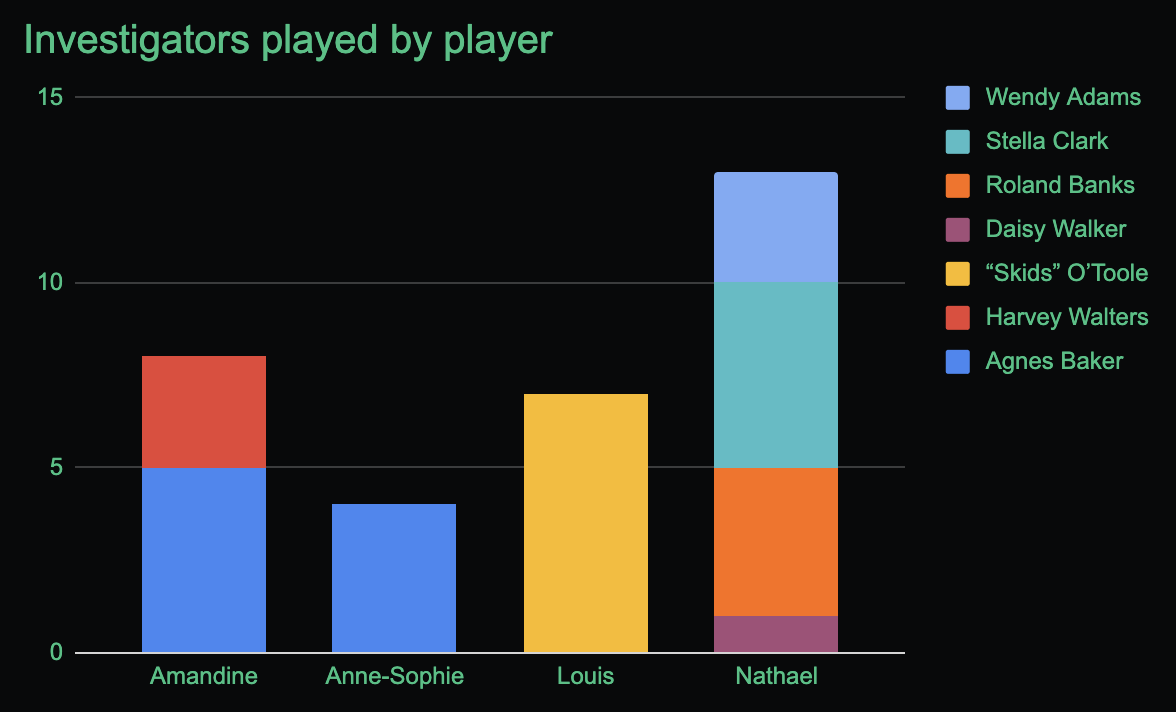 Investigators played by player
15
10
5
0
Amandine
Anne-Sophie
Louis
Nathael
Wendy Adams
Stella Clark
Roland Banks
Daisy Walker
“Skids” O’Toole
Harvey Walters
Agnes Baker